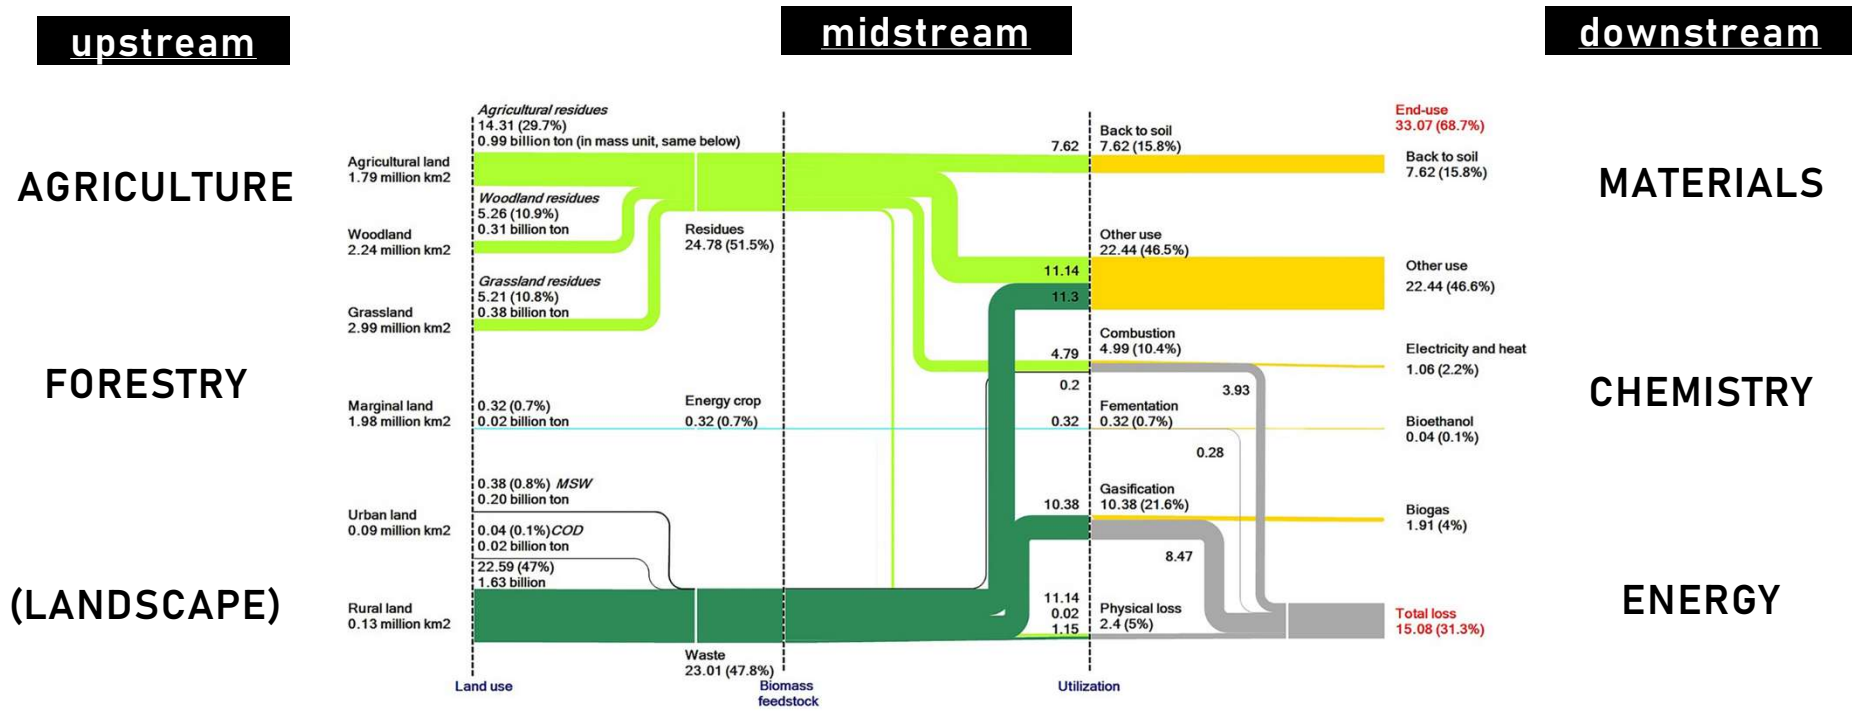 upstream
midstream
downstream
AGRICULTURE
FORESTRY
(LANDSCAPE)
Agricultural land
1.79 million km2
Woodland
2.24 million km2
Grassland
2.99 million km2
Marginal land
1.98 million km2
Urban land
0.09 million km2
Rural land
0.13 million km2
Agricultural residues
14.31 (29.7%)
0.99 billion ton (in mass unit, same below)
Woodland residues
5.26 (10.9%)
0.31 billion ton
Grassland residues
5.21 (10.8%)
0.38 billion ton
0.32 (0.7%)
0.02 billion ton
0.38 (0.8%) MSW
0.20 billion ton
0.04 (0.1%)COD
0.02 billion ton
22.59 (47%)
1.63 billion
Residues
24.78 (51.5%)
Energy crop
0.32 (0.7%)
Waste
23.01 (47.8%)
7.62
11.14
11.3
4.79
0.2
0.32
10.38
11.14
0.02
1.15
Back to soil
7.62 (15.8%)
Other use
22.44 (46.5%)
Combustion
4.99 (10.4%)
3.93
Fementation
0.32 (0.7%)
0.28
Gasification
10.38 (21.6%)
8.47
Physical loss
2.4 (5%)
End-use
33.07 (68.7%)
Back to soil
7.62 (15.8%)
Other use
22.44 (46.6%)
Electricity and heat
1.06 (2.2%)
Bioethanol
0.04 (0.1%)
Biogas
1.91 (4%)
Total loss
15.08 (31.3%)
Land use
Biomass
feedstock
Utilization
MATERIALS
CHEMISTRY
ENERGY